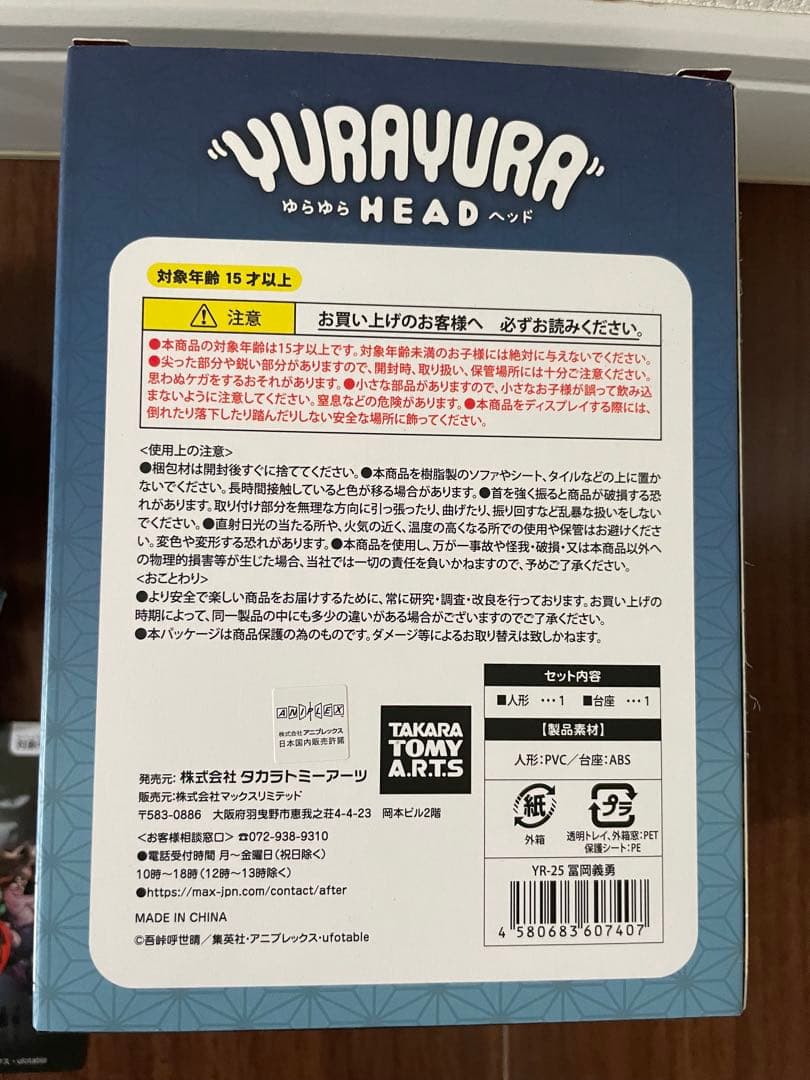 "YURAYURA"
ゆらゆら HEAD ヘッド
対象年齢 15才以上
注意 お買い上げのお客様へ 必ずお読みください。
●本商品の対象年齢は15才以上です。対象年齢未満のお子様には絶対に与えないでください。
●尖った部分や鋭い部分がありますので、開封時、取り扱い、保管場所には十分ご注意ください。
思わぬケガをするおそれがあります。●小さな部品がありますので、小さなお子様が誤って飲み込
まないように注意してください。窒息などの危険があります。●本商品をディスプレイする際には、
倒れたり落下したり踏んだりしない安全な場所に飾ってください。
<使用上の注意>
●梱包材は開封後すぐに捨ててください。●本商品を樹脂製のソファやシート、タイルなどの上に置か
ないでください。長時間接触していると色が移る場合があります。●首を強く振ると商品が破損する恐
れがあります。取り付け部分を無理な方向に引っ張ったり、曲げたり、振り回すなど乱暴な扱いをしない
でください。●直射日光の当たる所や、火気の近く、温度の高くなる所での使用や保管はお避けくださ
い。変色や変形する恐れがあります。●本商品を使用し、万が一事故や怪我・破損・又は本商品以外へ
の物理的損害等が生じた場合、当社では一切の責任を負いかねますので、予めご了承ください。
<おことわり>
●より安全で楽しい商品をお届けするために、常に研究・調査・改良を行っております。お買い上げの
時期によって、同一製品の中にも多少の違いがある場合がございますのでご了承ください。
●本パッケージは商品保護の為のものです。ダメージ等によるお取り替えは致しかねます。
ANIPLEX
株式会社アニプレックス
日本国内販売許諾
TAKARA
TOMY
A.R.T.S
発売元: 株式会社 タカラトミーアーツ
販売元:株式会社マックスリミテッド
〒583-0886 大阪府羽曳野市恵我之荘4-4-23 岡本ビル2階
<お客様相談窓口> ☎072-938-9310
●電話受付時間 月~金曜日(祝日除く)
10時~18時(12時~13時除く)
●https://max-jpn.com/contact/after
MADE IN CHINA
©吾峠呼世晴/集英社・アニプレックス・ufotable
セット内容
■人形 ・・・1 ■台座 ・・・1
【製品素材】
人形:PVC/台座:ABS
紙
外箱
プラ
透明トレイ、外箱窓:PET
保護シート:PE
YR-25 冨岡義勇
4 580683 607407
対象
ス・ufotable